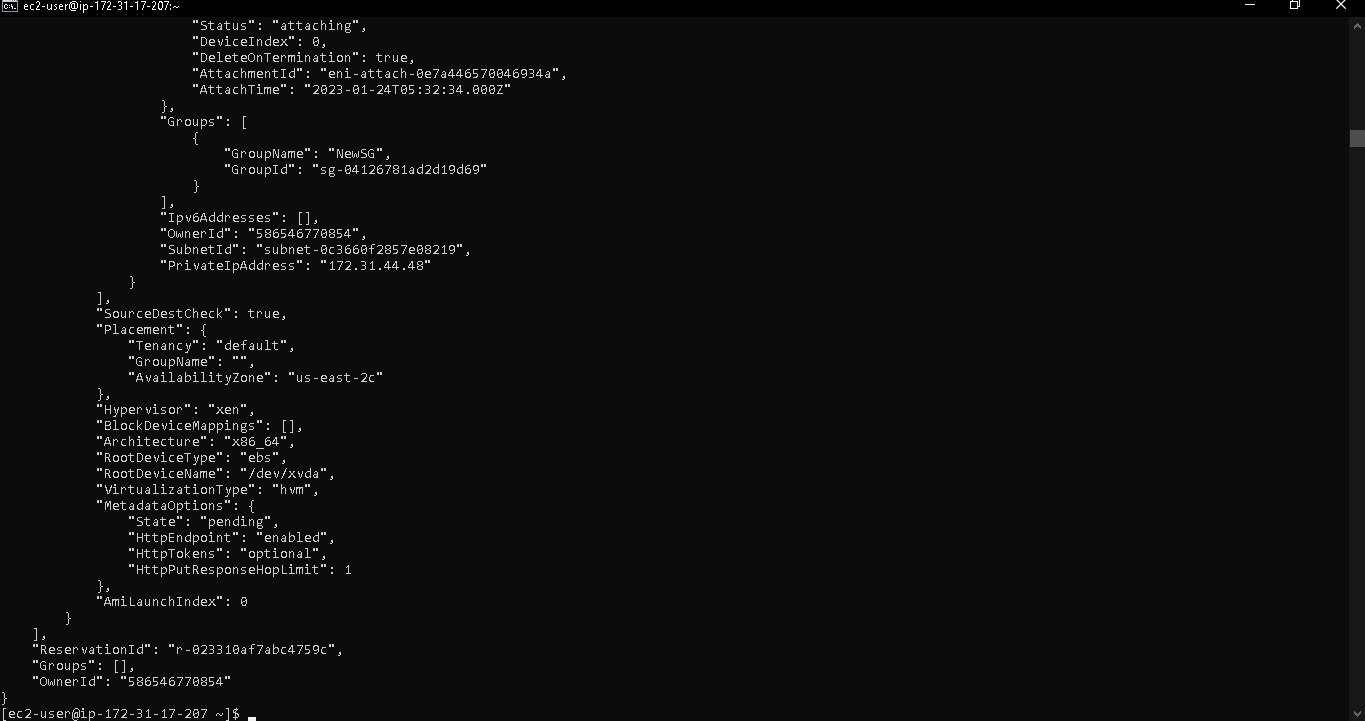 ec2-user@ip-172-31-17-207:~
"Status": "attaching",
"DeviceIndex": 0,
"DeleteOnTermination": true,
"AttachmentId": "eni-attach-0e7a446570046934a",
"AttachTime": "2023-01-24T05:32:34.000Z"
},
"Groups": [
{
"GroupName": "NewSG",
"GroupId": "sg-04126781ad2d19d69"
}
],
"Ipv6Addresses": [],
"OwnerId": "586546770854",
"SubnetId": "subnet-0c3660f2857e08219",
"PrivateIpAddress": "172.31.44.48"
}
],
"SourceDestCheck": true,
"Placement": {
"Tenancy": "default",
"GroupName": "",
"AvailabilityZone": "us-east-2c"
},
"Hypervisor": "xen",
"BlockDeviceMappings": [],
"Architecture": "x86_64",
"RootDeviceType": "ebs",
"RootDeviceName": "/dev/xvda",
"VirtualizationType": "hvm",
"MetadataOptions": {
"State": "pending",
"HttpEndpoint": "enabled",
"HttpTokens": "optional",
"HttpPutResponseHopLimit": 1
},
"AmiLaunchIndex": 0
}
],
"ReservationId": "r-023310af7abc4759c",
"Groups": [],
"OwnerId": "586546770854"
}
[ec2-user@ip-172-31-17-207 ~]$